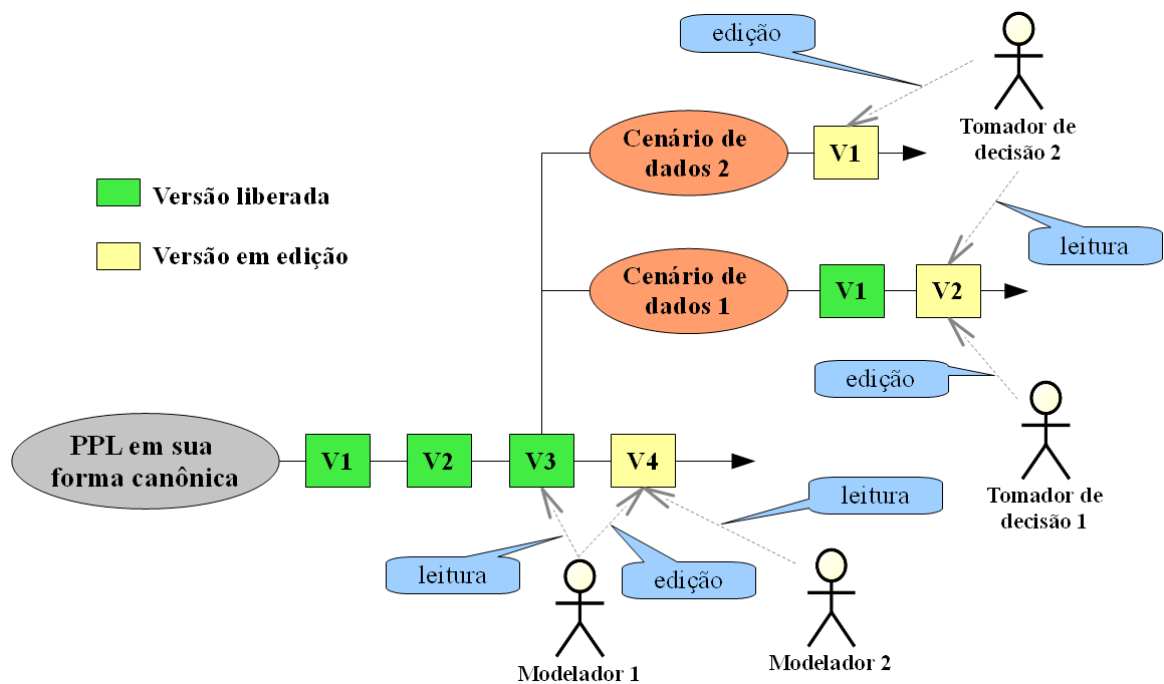 edição
Tomador de
decisão 2
Cenário de
dados 2
V1
Versão liberada
Versão em edição
leitura
Cenário de
dados 1
V1
V2
edição
PPL em sua
forma canônica
V1
V2
V3
V4
Tomador de
decisão 1
leitura
leitura
edição
Modelador 1
Modelador 2